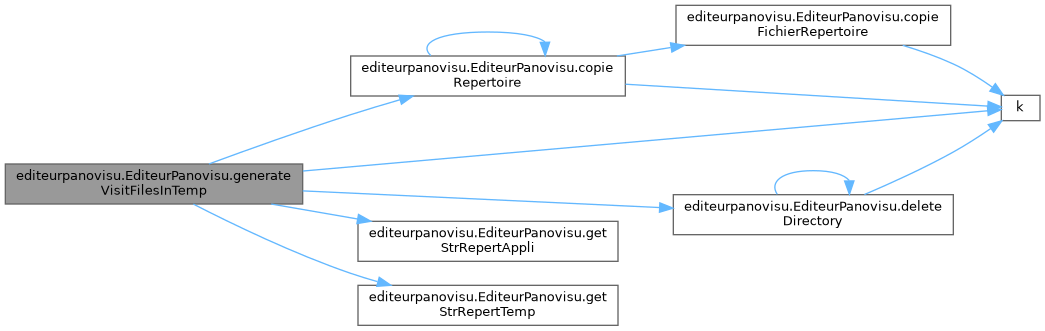 editeurpanovisu.EditeurPanovisu.generate
VisitFilesInTemp
editeurpanovisu.EditeurPanovisu.copie
Repertoire
editeurpanovisu.EditeurPanovisu.copie
FichierRepertoire
k
editeurpanovisu.EditeurPanovisu.delete
Directory
editeurpanovisu.EditeurPanovisu.get
StrRepertAppli
editeurpanovisu.EditeurPanovisu.get
StrRepertTemp